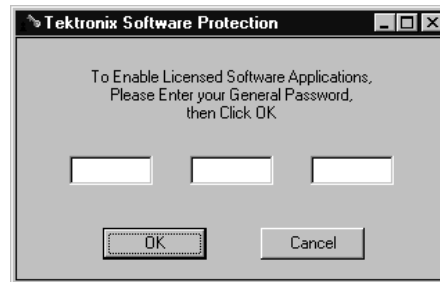 Tektronix Software Protection
To Enable Licensed Software Applications,
Please Enter your General Password,
then Click OK
OK
Cancel